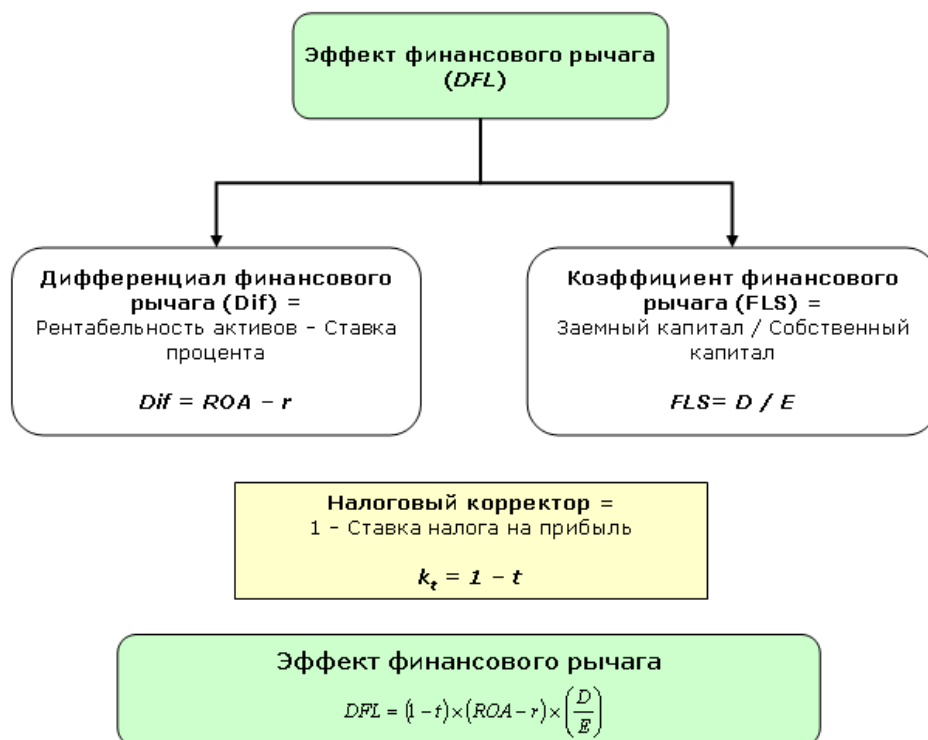 Эффект финансового рычага
(DFL)
Дифференциал финансового
рычага (Dif) =
Рентабельность активов – Ставка
процента
Dif = ROA – r
Коэффициент финансового
рычага (FLS) =
Заемный капитал / Собственный
капитал
FLS= D / E
Налоговый корректор =
1 – Ставка налога на прибыль
kₜ = 1 – t
Эффект финансового рычага
DFL = (1-t)×(ROA-r)×(D/E)